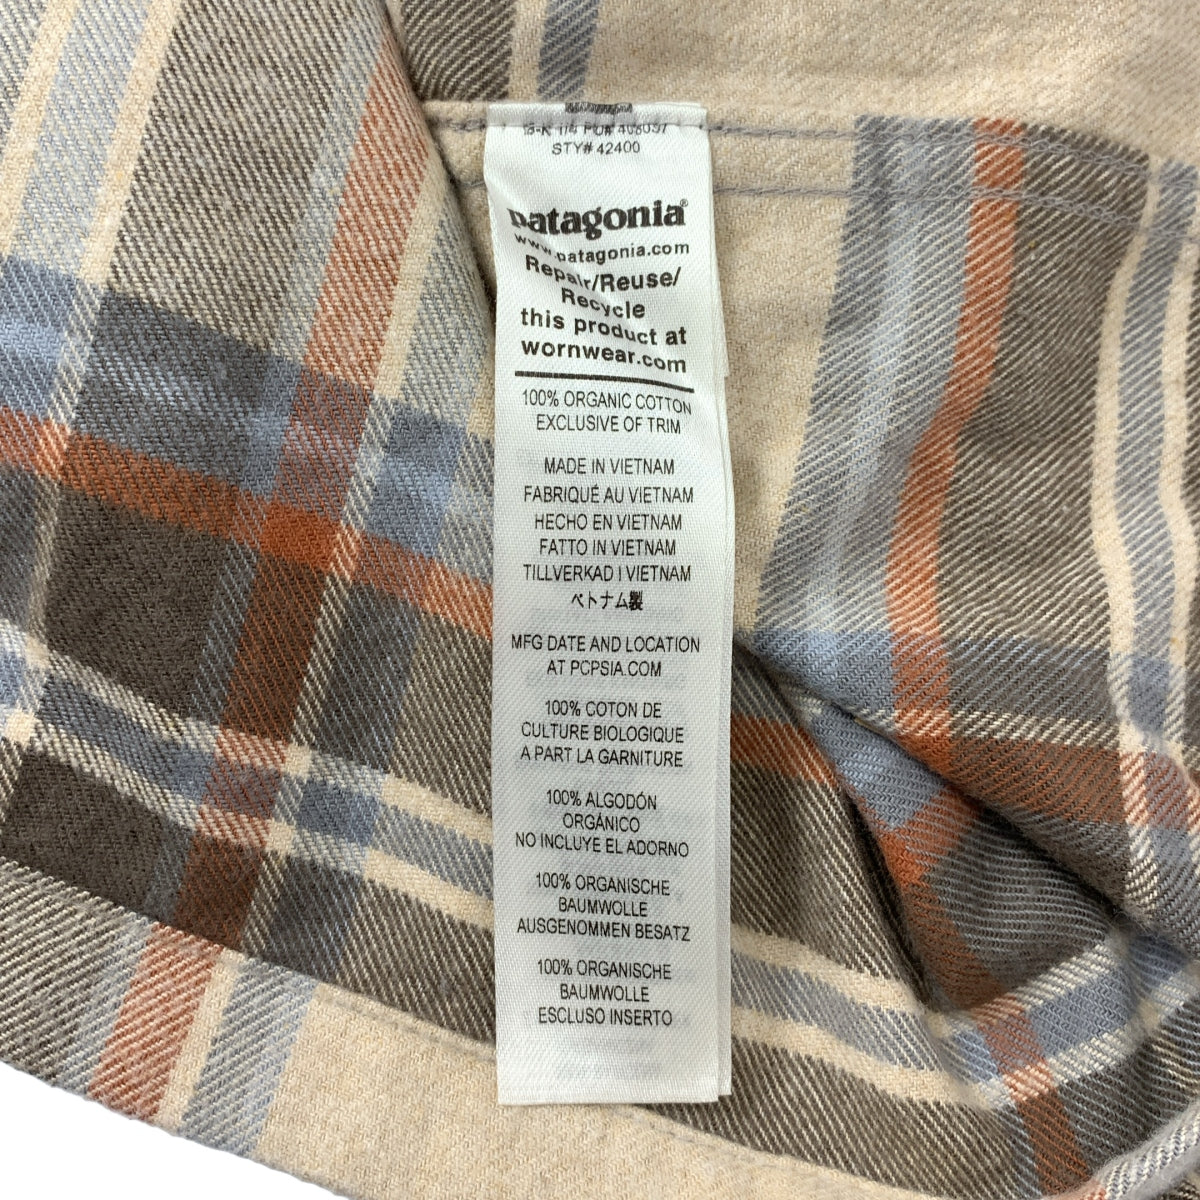 STY# 42400
patagonia®
www.patagonia.com
Repair/Reuse/
Recycle
this product at
wornwear.com
100% ORGANIC COTTON
EXCLUSIVE OF TRIM
MADE IN VIETNAM
FABRIQUÉ AU VIETNAM
HECHO EN VIETNAM
FATTO IN VIETNAM
TILLVERKAD I VIETNAM
ベトナム製
MFG DATE AND LOCATION
AT PCPSIA.COM
100% COTON DE
CULTURE BIOLOGIQUE
A PART LA GARNITURE
100% ALGODÓN
ORGÁNICO
NO INCLUYE EL ADORNO
100% ORGANISCHE
BAUMWOLLE
AUSGENOMMEN BESATZ
100% ORGANISCHE
BAUMWOLLE
ESCLUSO INSERTO